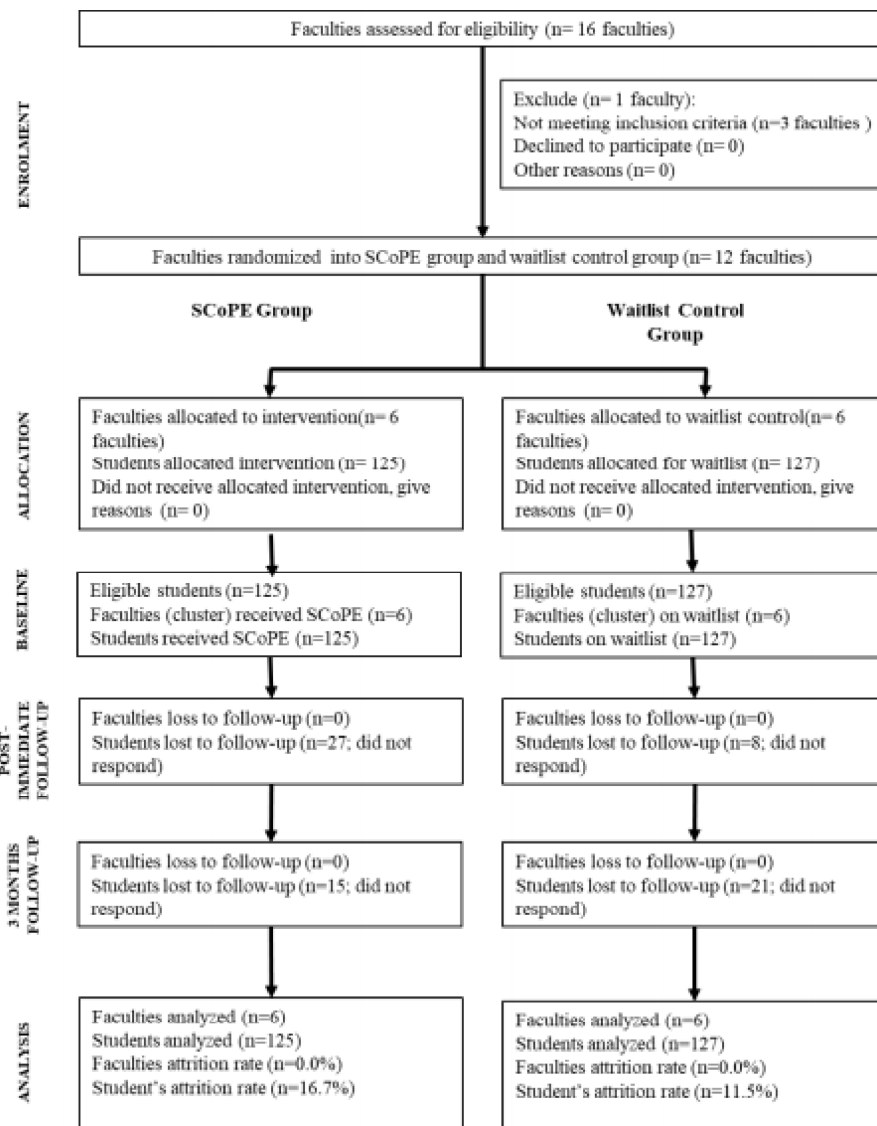 Faculties assessed for eligibility (n= 16 faculties)
ENROLMENT
Exclude (n= 1 faculty):
Not meeting inclusion criteria (n=3 faculties )
Declined to participate (n= 0)
Other reasons (n= 0)
Faculties randomized into SCoPE group and waitlist control group (n= 12 faculties)
SCoPE Group
Waitlist Control
Group
ALLOCATION
Faculties allocated to intervention(n= 6
faculties)
Students allocated intervention (n= 125)
Did not receive allocated intervention, give
reasons (n= 0)
Faculties allocated to waitlist control(n= 6
faculties)
Students allocated for waitlist (n= 127)
Did not receive allocated intervention, give
reasons (n= 0)
BASELINE
Eligible students (n=125)
Faculties (cluster) received SCoPE (n=6)
Students received SCoPE (n=125)
Eligible students (n=127)
Faculties (cluster) on waitlist (n=6)
Students on waitlist (n=127)
POST-
IMMEDIATE
FOLLOW-UP
Faculties loss to follow-up (n=0)
Students lost to follow-up (n=27; did not
respond)
Faculties loss to follow-up (n=0)
Students lost to follow-up (n=8; did not
respond)
3 MONTHS
FOLLOW-UP
Faculties loss to follow-up (n=0)
Students lost to follow-up (n=15; did not
respond)
Faculties loss to follow-up (n=0)
Students lost to follow-up (n=21; did not
respond)
ANALYSIS
Faculties analyzed (n=6)
Students analyzed (n=125)
Faculties attrition rate (n=0.0%)
Student's attrition rate (n=16.7%)
Faculties analyzed (n=6)
Students analyzed (n=127)
Faculties attrition rate (n=0.0%)
Student's attrition rate (n=11.5%)